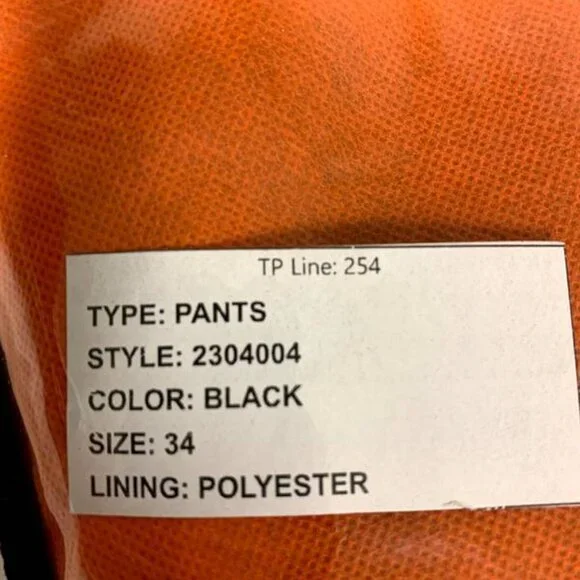 TP Line: 254
TYPE: PANTS
STYLE: 2304004
COLOR: BLACK
SIZE: 34
LINING: POLYESTER